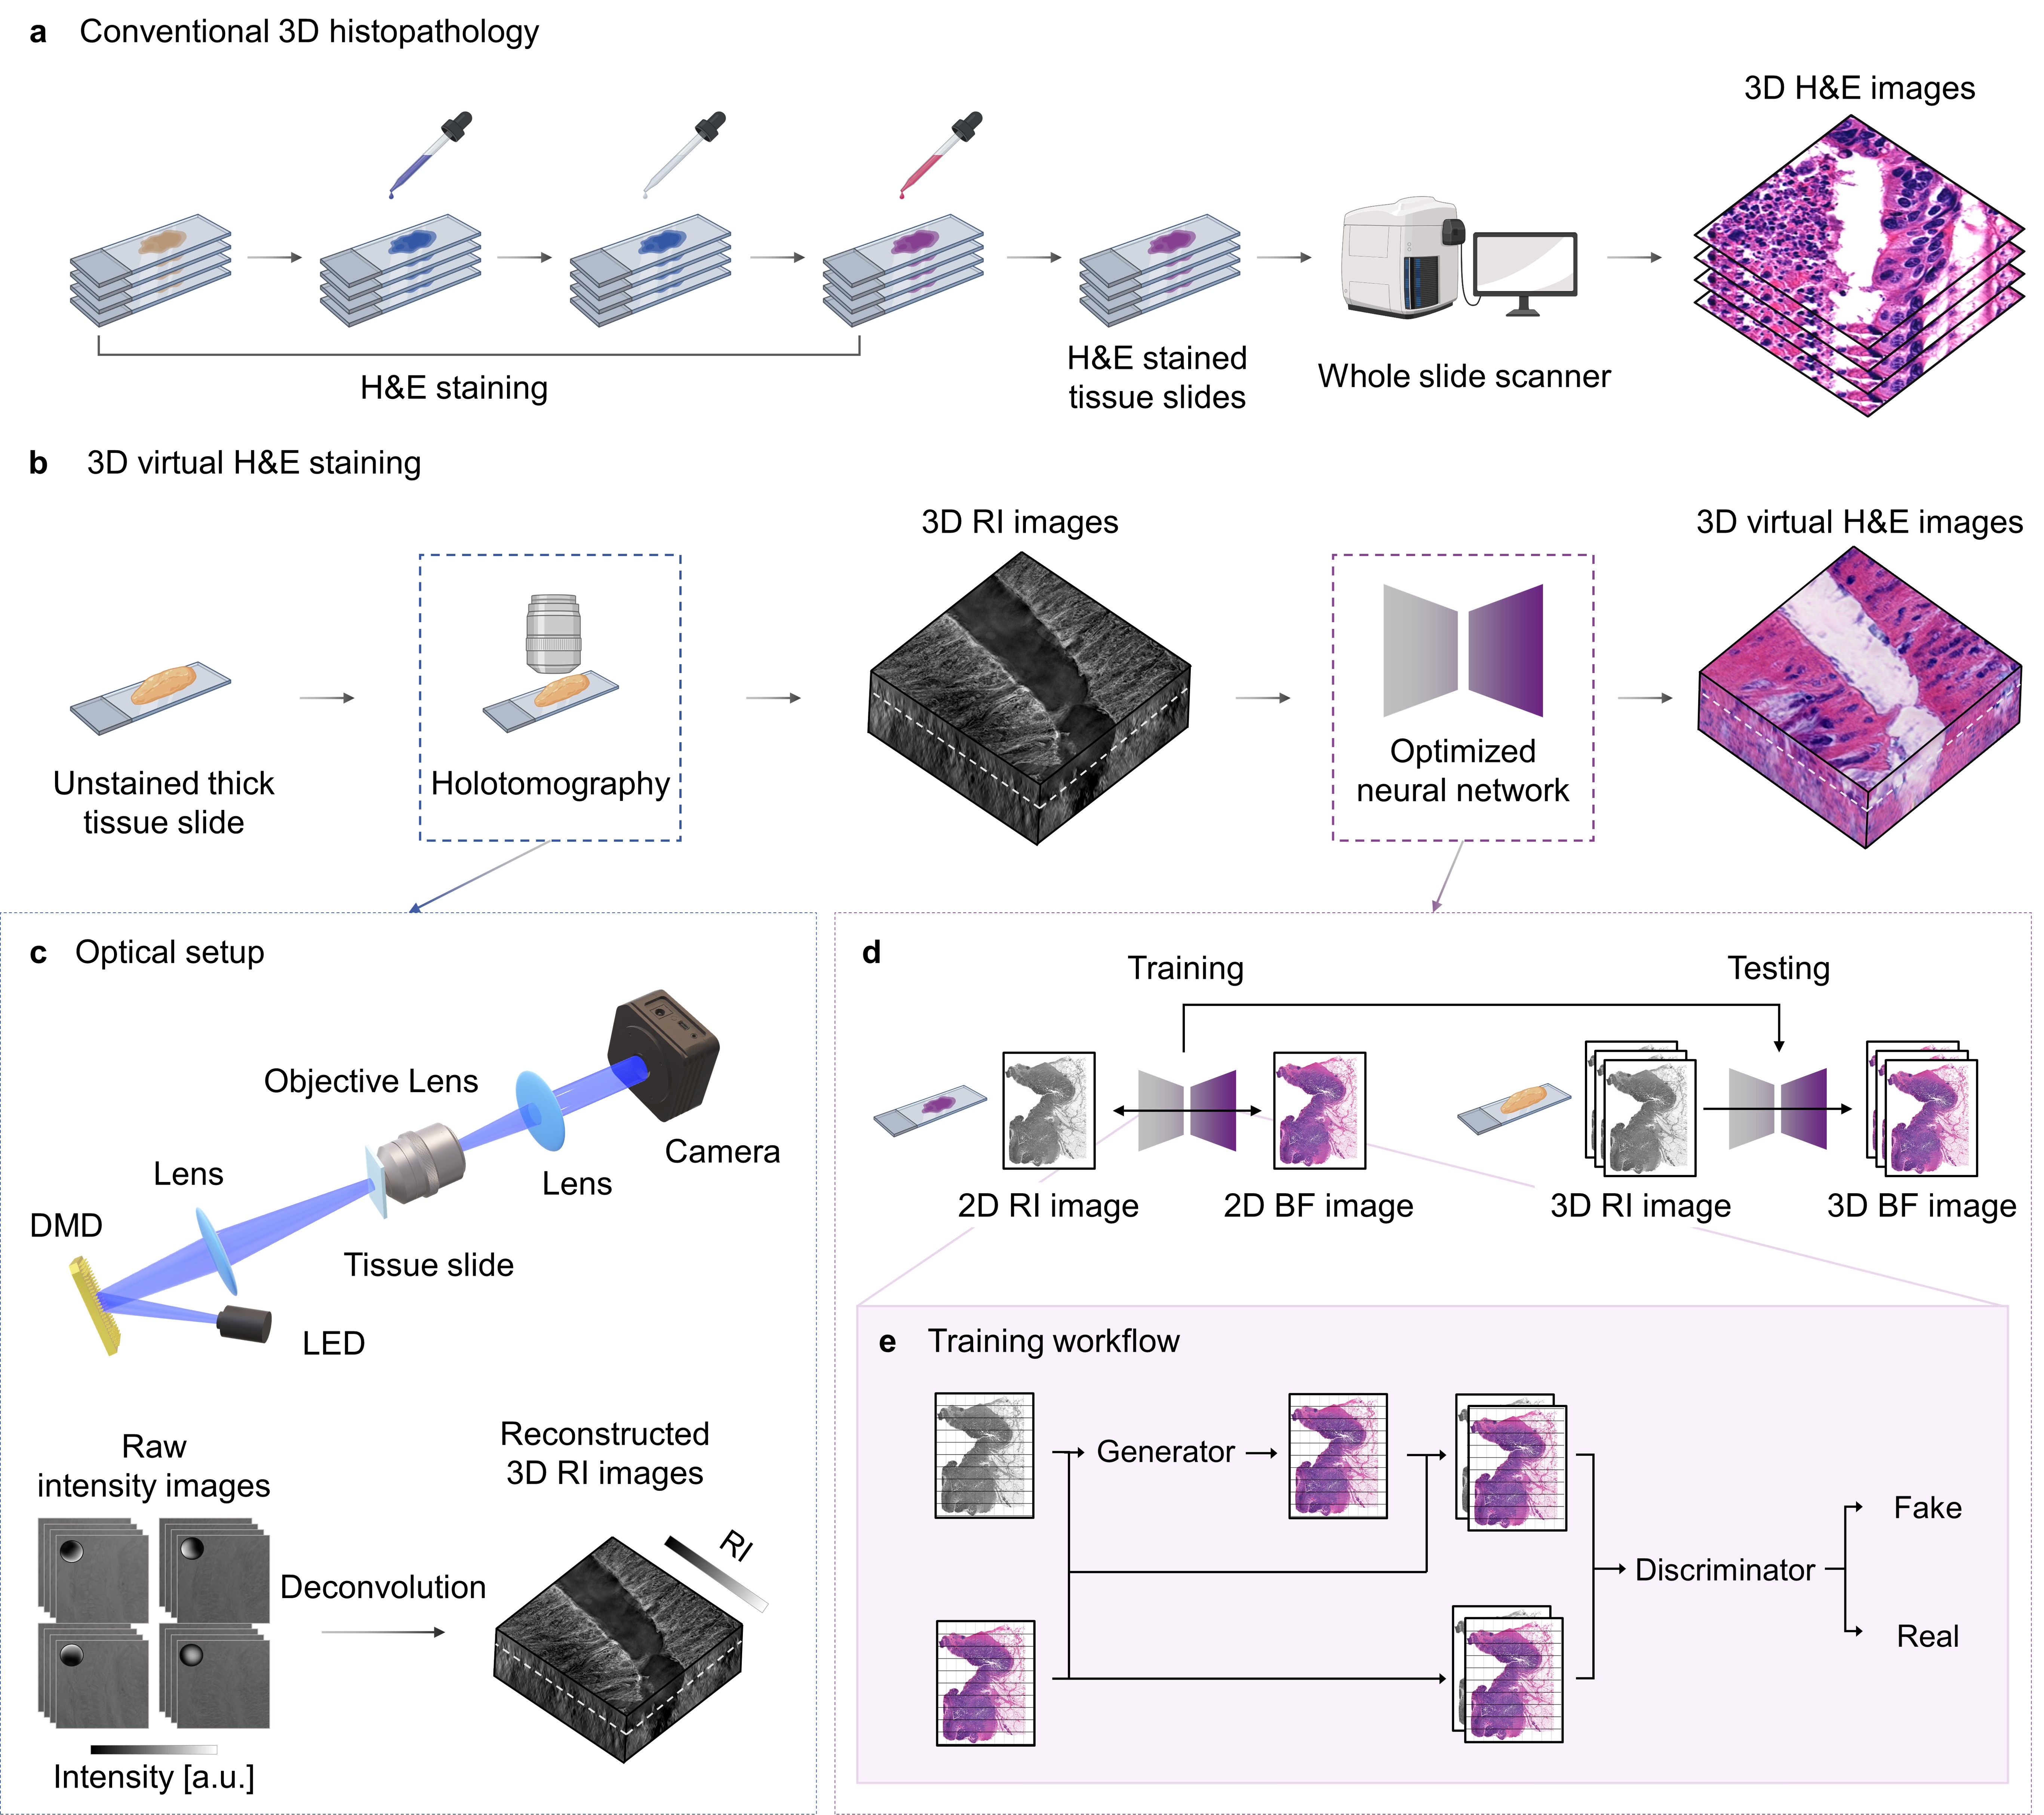 a Conventional 3D histopathology
3D H&E images
H&E staining
H&E stained
tissue slides
Whole slide scanner
b 3D virtual H&E staining
3D RI images
3D virtual H&E images
Unstained thick
tissue slide
Holotomography
Optimized
neural network
c Optical setup
Objective Lens
Camera
Lens
Lens
DMD
Tissue slide
LED
Raw
intensity images
Reconstructed
3D RI images
RI
Deconvolution
Intensity [a.u.]
d
Training
Testing
2D RI image
2D BF image
3D RI image
3D BF image
e Training workflow
Generator
Discriminator
Fake
Real